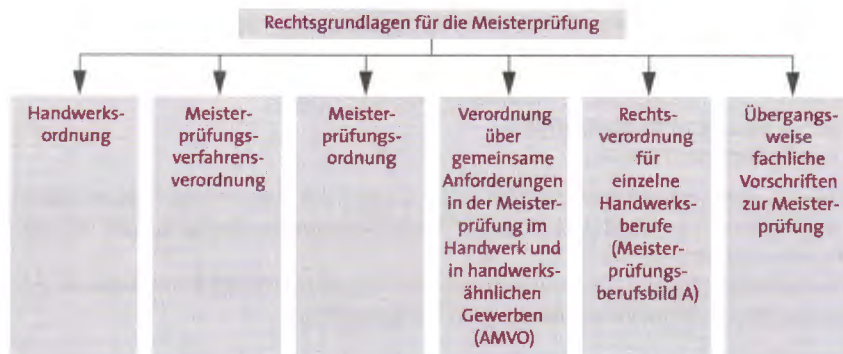 Rechtsgrundlagen für die Meisterprüfung
Handwerks-
ordnung
Meister-
prüfungs-
verfahrens-
verordnung
Meister-
prüfungs-
ordnung
Verordnung
über
gemeinsame
Anforderungen
in der Meister-
prüfung im
Handwerk und
in handwerks-
ähnlichen
Gewerben
(AMVO)
Rechts-
verordnung
für
einzelne
Handwerks-
berufe
(Meister-
prüfungs-
berufsbild A)
Übergangs-
weise
fachliche
Vorschriften
zur Meister-
prüfung